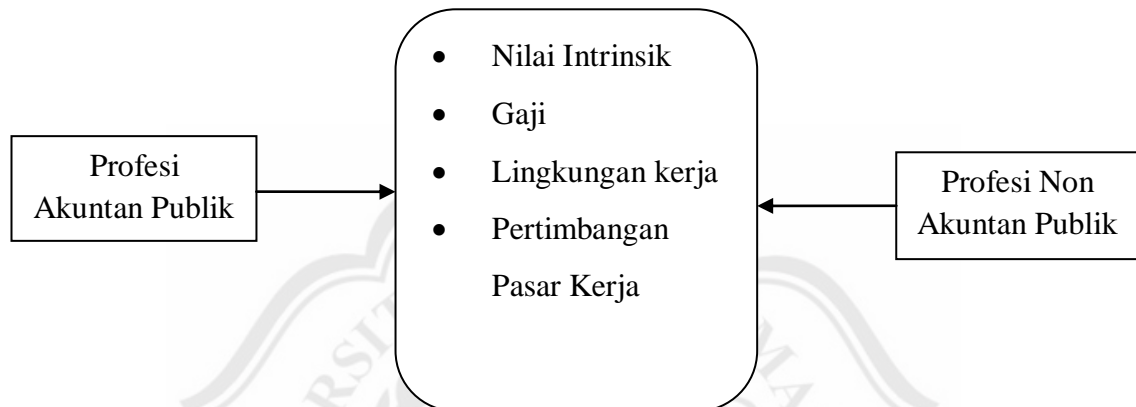 Profesi
Akuntan Publik
• Nilai Intrinsik
• Gaji
• Lingkungan kerja
• Pertimbangan
Pasar Kerja
Profesi Non
Akuntan Publik